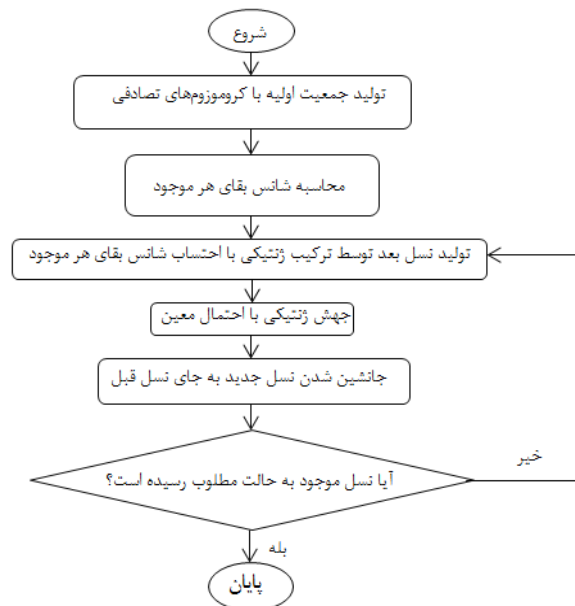 شروع
تولید جمعیت اولیه با کروموزوم‌های تصادفی
محاسبه شانس بقای هر موجود
تولید نسل بعد توسط ترکیب ژنتیکی با احتساب شانس بقای هر موجود
جهش ژنتیکی با احتمال معین
جانشین شدن نسل جدید به جای نسل قبل
آیا نسل موجود به حالت مطلوب رسیده است؟
خیر
بله
پایان